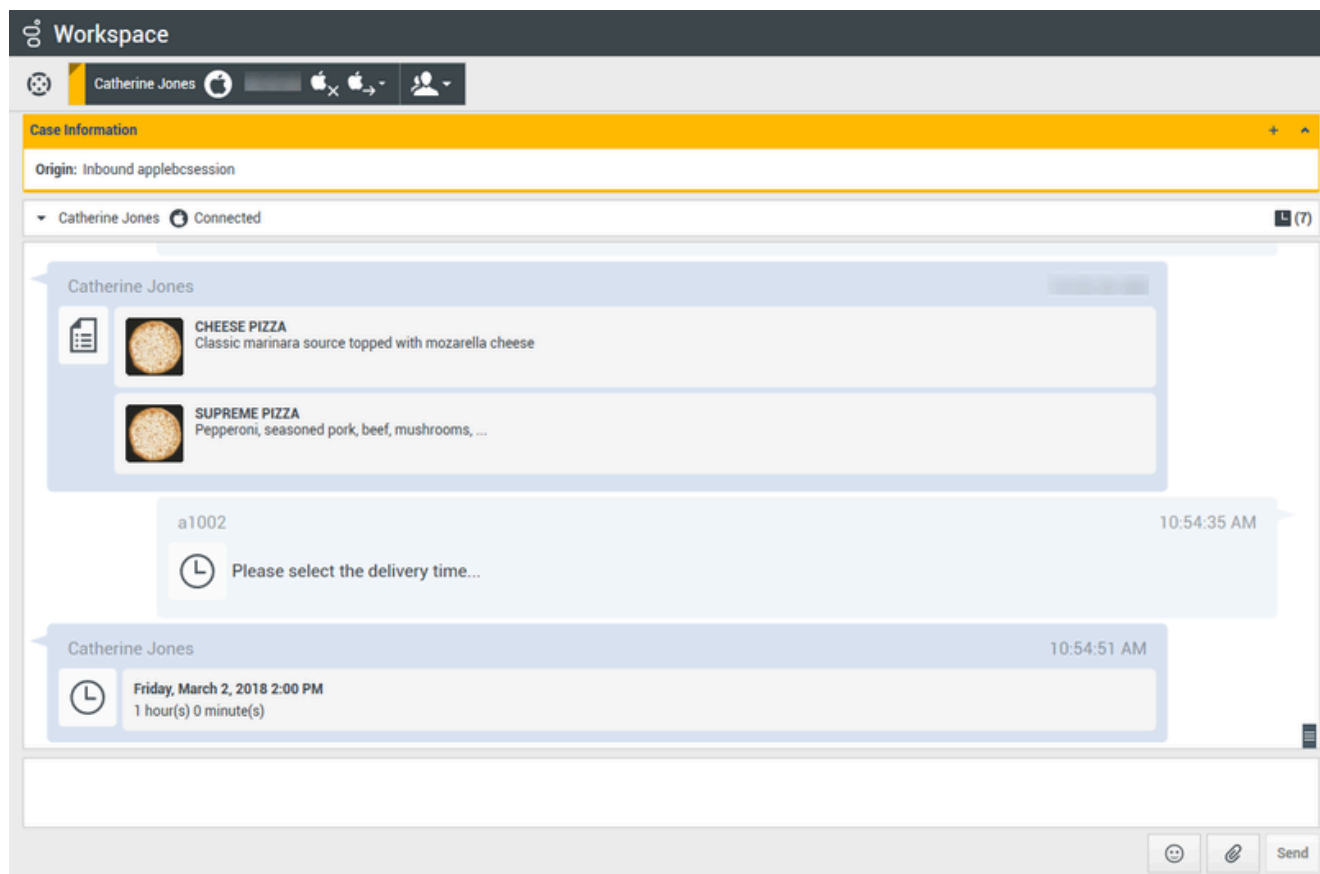 Workspace
Catherine Jones
Case Information
Origin: Inbound applebcsession
Catherine Jones Connected (7)
Catherine Jones
CHEESE PIZZA
Classic marinara source topped with mozarella cheese
SUPREME PIZZA
Pepperoni, seasoned pork, beef, mushrooms, ...
a1002 10:54:35 AM
Please select the delivery time...
Catherine Jones 10:54:51 AM
Friday, March 2, 2018 2:00 PM
1 hour(s) 0 minute(s)
Send